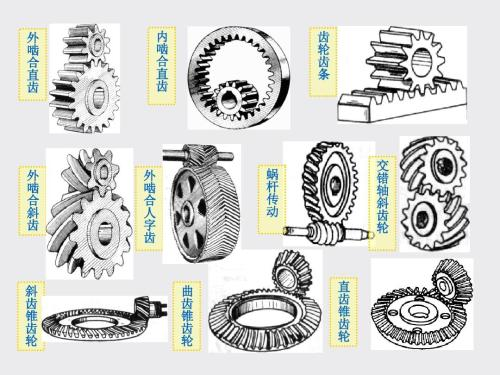 外啮合直齿
内啮合直齿
齿轮齿条
外啮合斜齿
外啮合人字齿
蜗杆传动
交错轴斜齿轮
斜齿锥齿轮
曲齿锥齿轮
直齿锥齿轮